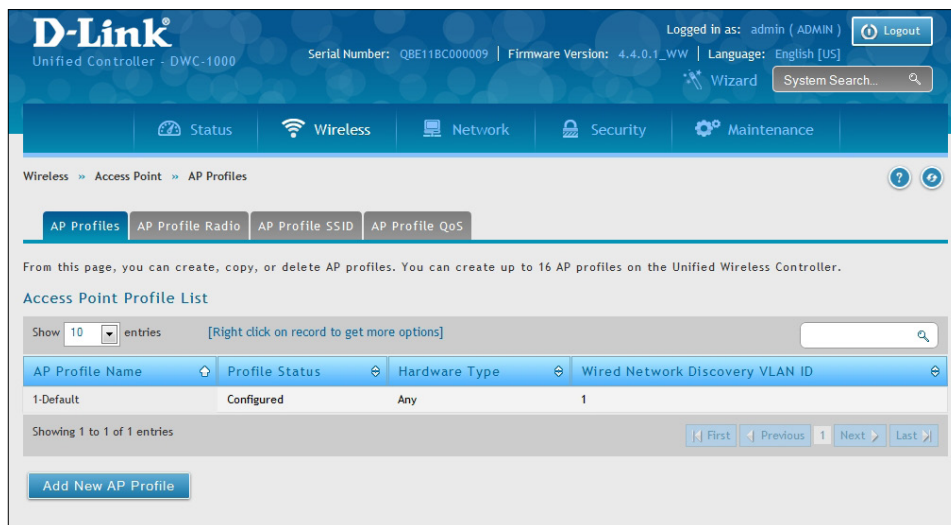 D-Link®
Unified Controller - DWC-1000
Logged in as: admin ( ADMIN ) Logout
Serial Number: QBE11BC000009 | Firmware Version: 4.4.0.1_WW | Language: English [US]
Wizard System Search...
Status Wireless Network Security Maintenance
Wireless » Access Point » AP Profiles ?
AP Profiles AP Profile Radio AP Profile SSID AP Profile QoS
From this page, you can create, copy, or delete AP profiles. You can create up to 16 AP profiles on the Unified Wireless Controller.
Access Point Profile List
Show 10 entries [Right click on record to get more options]
AP Profile Name Profile Status Hardware Type Wired Network Discovery VLAN ID
1-Default Configured Any 1
Showing 1 to 1 of 1 entries First Previous 1 Next Last
Add New AP Profile